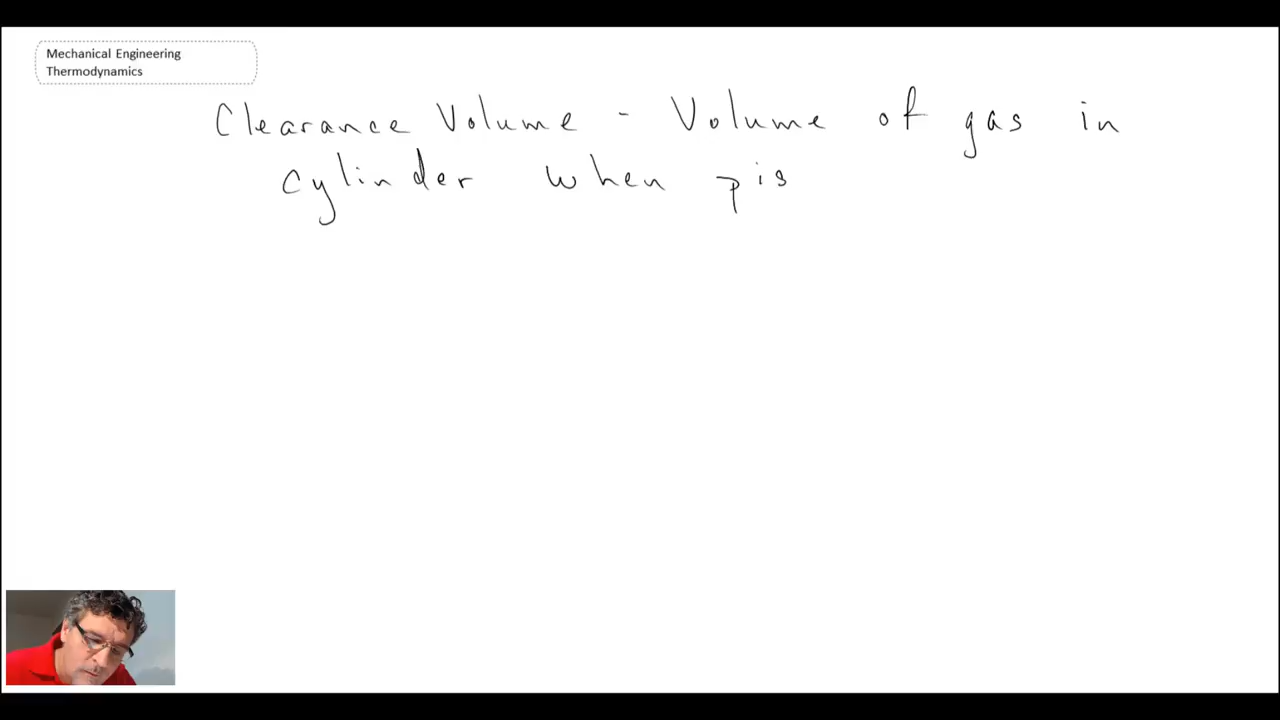 Mechanical Engineering
Thermodynamics
Clearance Volume - Volume of gas in
cylinder when pis